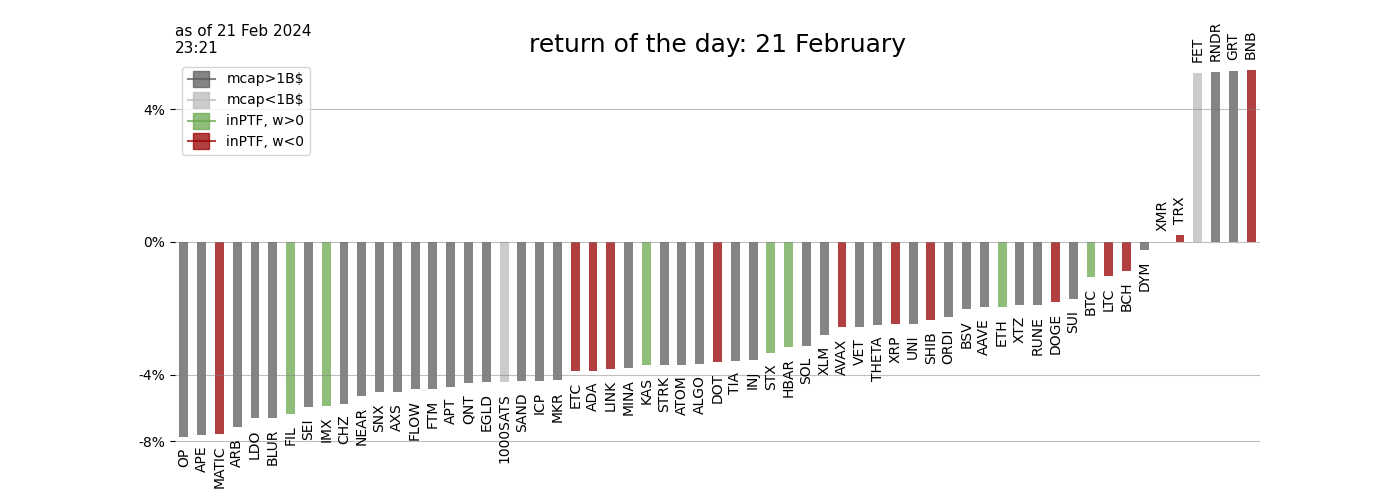 as of 21 Feb 2024
23:21
return of the day: 21 February
mcap>1B$
mcap<1B$
inPTF, w>0
inPTF, w<0
4%
0%
-4%
-8%
OP
APE
MATIC
ARB
LDO
BLUR
FIL
SEI
IMX
CHZ
NEAR
SNX
AXS
FLOW
FTM
APT
QNT
EGLD
1000SATS
SAND
ICP
MKR
ETC
ADA
LINK
MINA
KAS
STRK
ATOM
ALGO
DOT
TIA
INJ
STX
HBAR
SOL
XLM
AVAX
VET
THETA
XRP
UNI
SHIB
ORDI
BSV
AAVE
ETH
XTZ
RUNE
DOGE
SUI
BTC
LTC
BCH
DYM
XMR
TRX
FET
RNDR
GRT
BNB